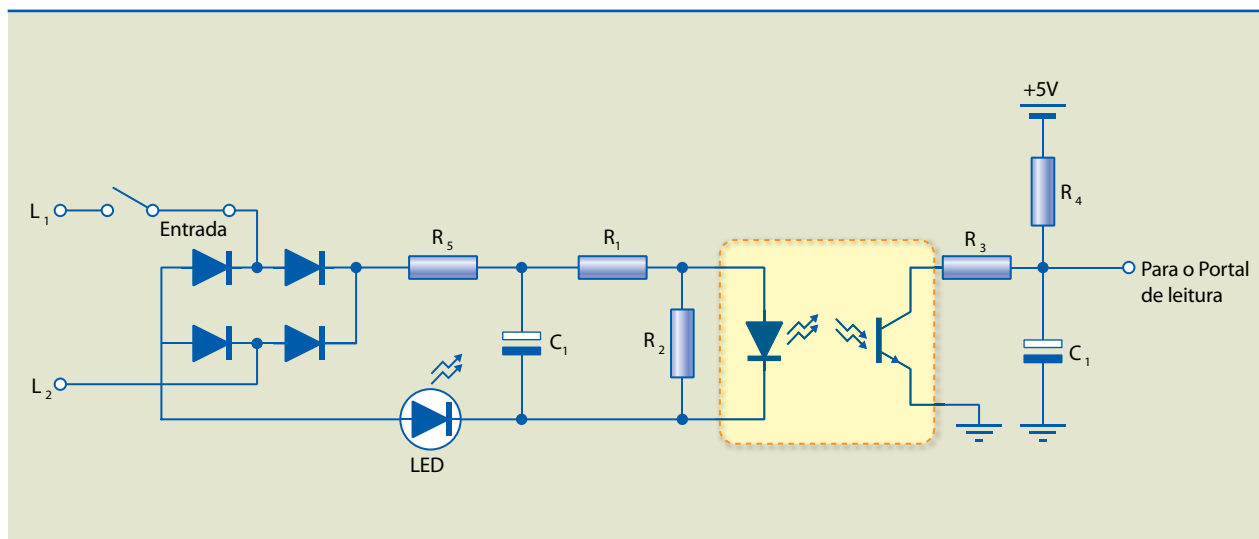 +5V
R4
L1
Entrada
R5
R1
R3
Para o Portal
de leitura
C1
R2
C1
L2
LED